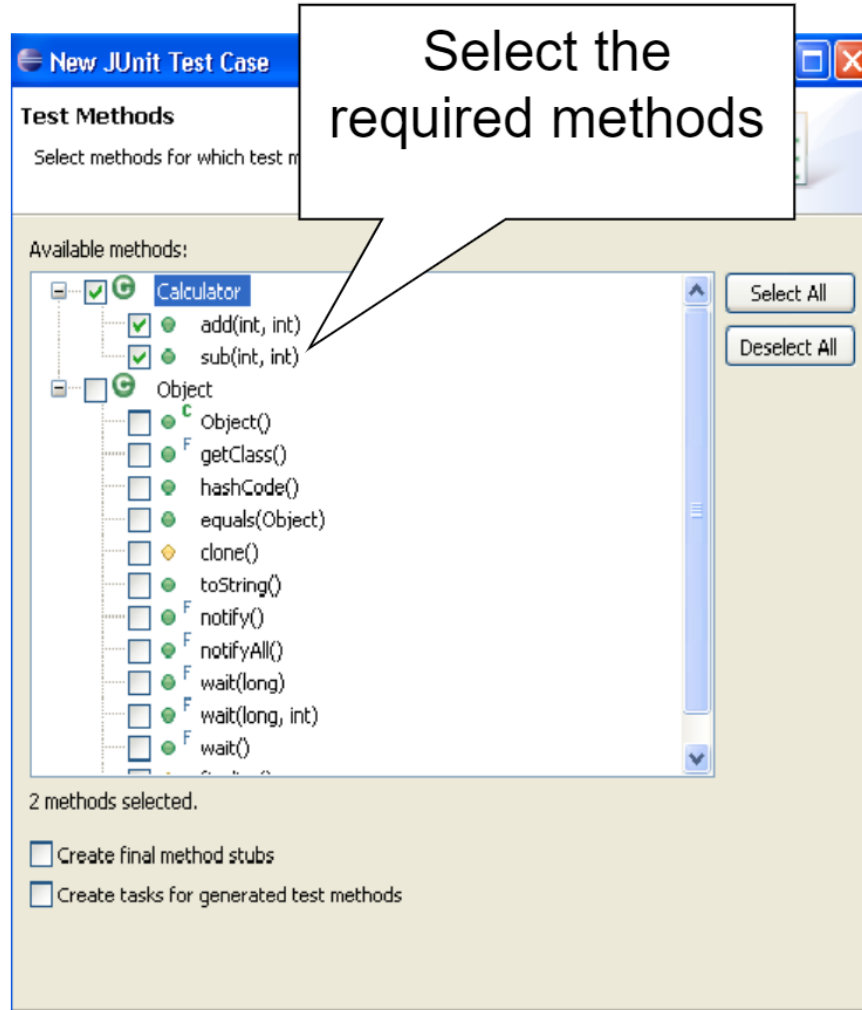 Select the
required methods
New JUnit Test Case
Test Methods
Select methods for which test
Available methods:
Calculator
Select All
add(int, int)
sub(int, int)
Deselect All
Object
C Object()
F getClass()
hashCode()
equals(Object)
clone()
toString()
F notify()
F notifyAll()
F wait(long)
F wait(long, int)
F wait()
2 methods selected.
Create final method stubs
Create tasks for generated test methods